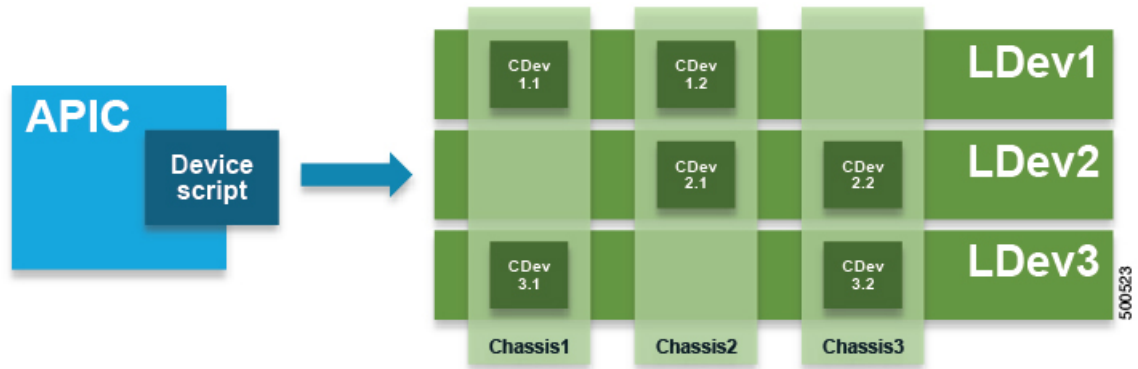 APIC
Device
script
CDev
1.1
CDev
1.2
LDev1
CDev
2.1
CDev
2.2
LDev2
CDev
3.1
CDev
3.2
LDev3
Chassis1
Chassis2
Chassis3
500523